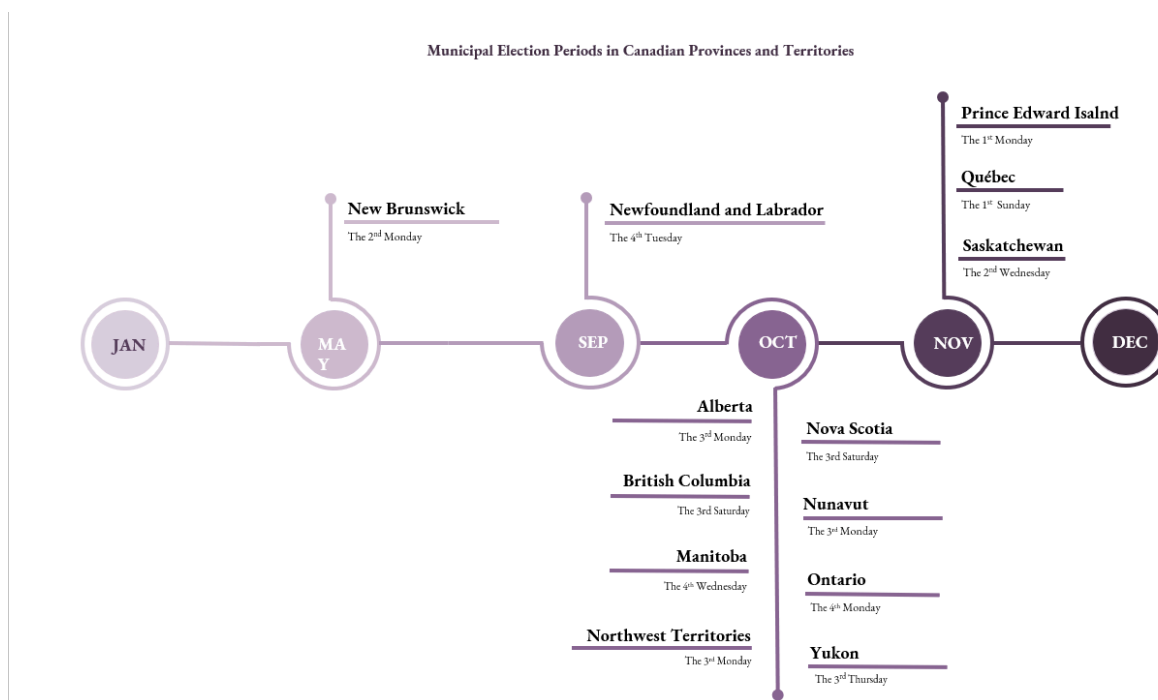 Municipal Election Periods in Canadian Provinces and Territories
Prince Edward Isalnd
The 1st Monday
Québec
The 1st Sunday
Saskatchewan
The 2nd Wednesday
New Brunswick
The 2nd Monday
Newfoundland and Labrador
The 4th Tuesday
JAN
MA
Y
SEP
OCT
NOV
DEC
Alberta
The 3rd Monday
British Columbia
The 3rd Saturday
Manitoba
The 4th Wednesday
Northwest Territories
The 3rd Monday
Nova Scotia
The 3rd Saturday
Nunavut
The 3rd Monday
Ontario
The 4th Monday
Yukon
The 3rd Thursday